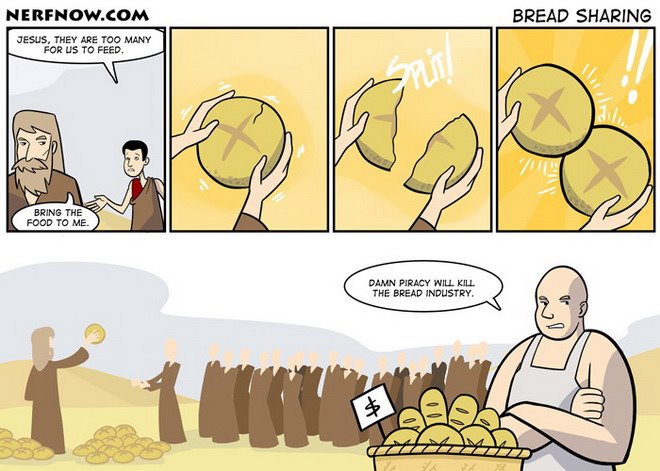 NERFNOW.COM
BREAD SHARING
JESUS, THEY ARE TOO MANY
FOR US TO FEED.
BRING THE
FOOD TO ME.
SPLIT!
!!
DAMN PIRACY WILL KILL
THE BREAD INDUSTRY.
$